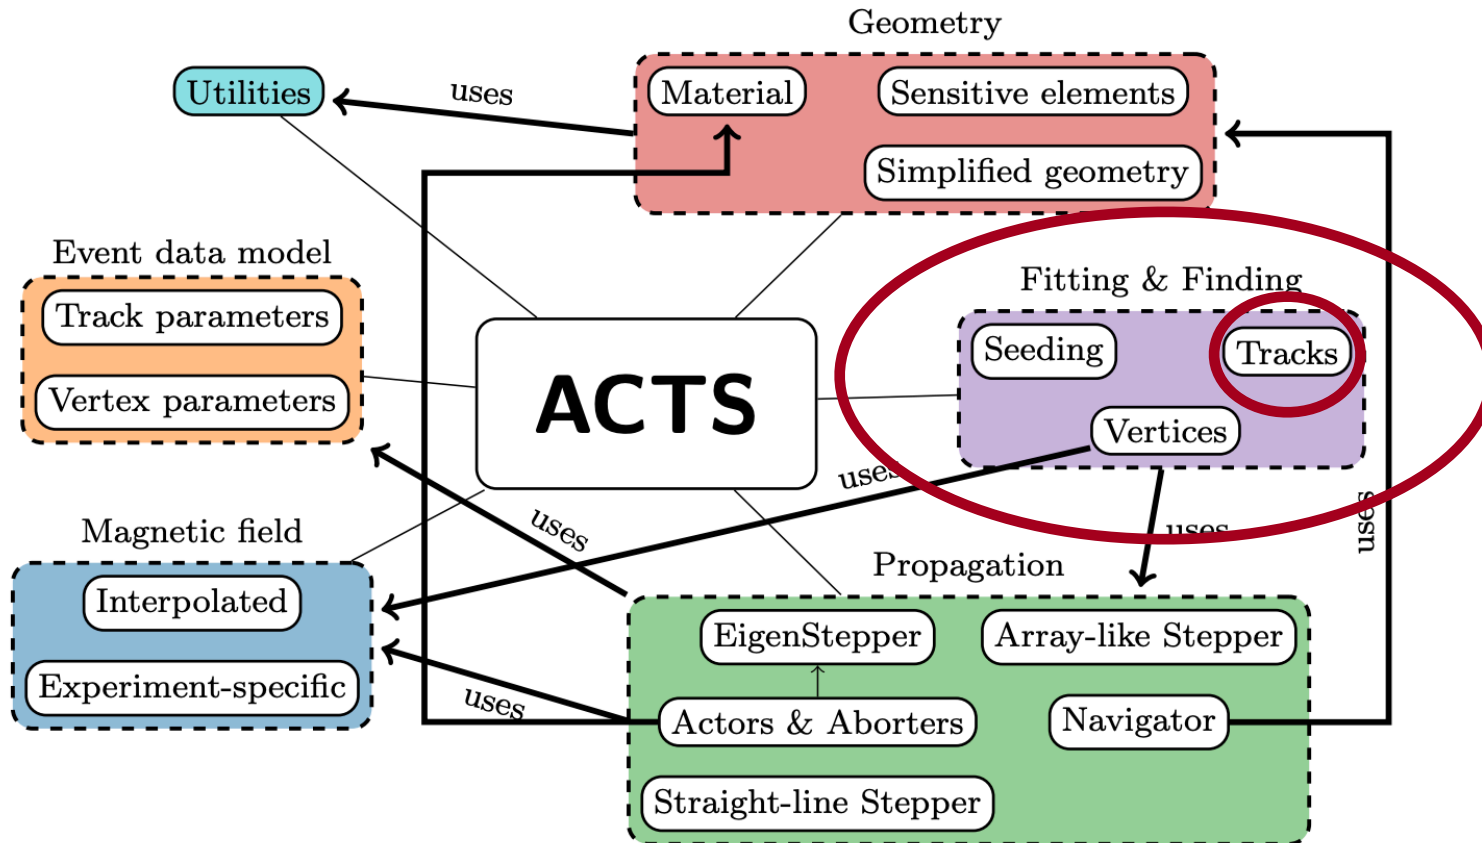 Geometry
Utilities
uses
Material
Sensitive elements
Simplified geometry
Event data model
Track parameters
Vertex parameters
ACTS
Fitting & Finding
Seeding
Tracks
Vertices
uses
uses
uses
uses
Magnetic field
Interpolated
Experiment-specific
uses
Propagation
EigenStepper
Array-like Stepper
Actors & Aborters
Navigator
Straight-line Stepper